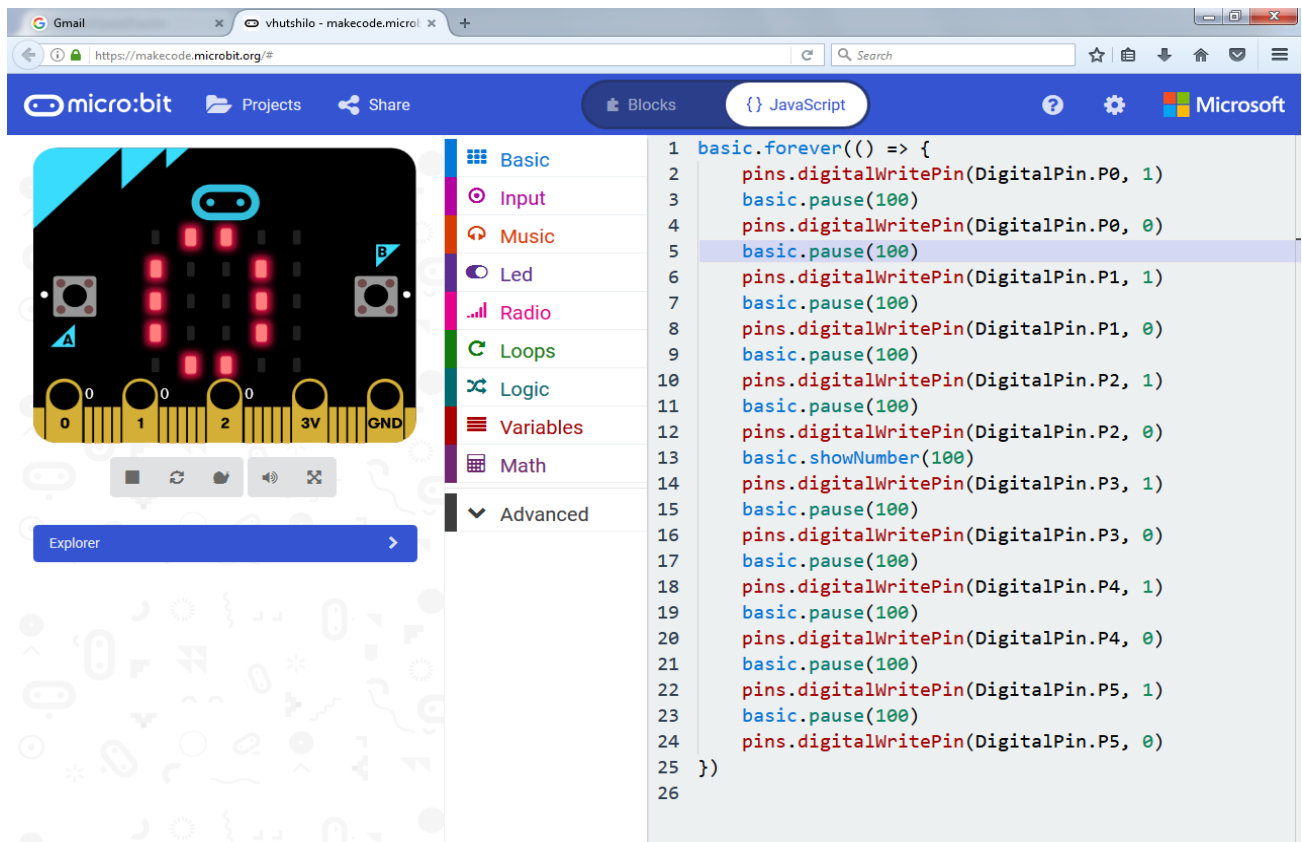 Gmail
vhutshilo - makecode.microl
https://makecode.microbit.org/#
Search
micro:bit
Projects
Share
Blocks
{} JavaScript
Microsoft
B
A
0
0
0
0
1
2
3V
GND
Explorer
Basic
Input
Music
Led
Radio
Loops
Logic
Variables
Math
Advanced
1 basic.forever(() => {
2 pins.digitalWritePin(DigitalPin.P0, 1)
3 basic.pause(100)
4 pins.digitalWritePin(DigitalPin.P0, 0)
5 basic.pause(100)
6 pins.digitalWritePin(DigitalPin.P1, 1)
7 basic.pause(100)
8 pins.digitalWritePin(DigitalPin.P1, 0)
9 basic.pause(100)
10 pins.digitalWritePin(DigitalPin.P2, 1)
11 basic.pause(100)
12 pins.digitalWritePin(DigitalPin.P2, 0)
13 basic.showNumber(100)
14 pins.digitalWritePin(DigitalPin.P3, 1)
15 basic.pause(100)
16 pins.digitalWritePin(DigitalPin.P3, 0)
17 basic.pause(100)
18 pins.digitalWritePin(DigitalPin.P4, 1)
19 basic.pause(100)
20 pins.digitalWritePin(DigitalPin.P4, 0)
21 basic.pause(100)
22 pins.digitalWritePin(DigitalPin.P5, 1)
23 basic.pause(100)
24 pins.digitalWritePin(DigitalPin.P5, 0)
25 })
26